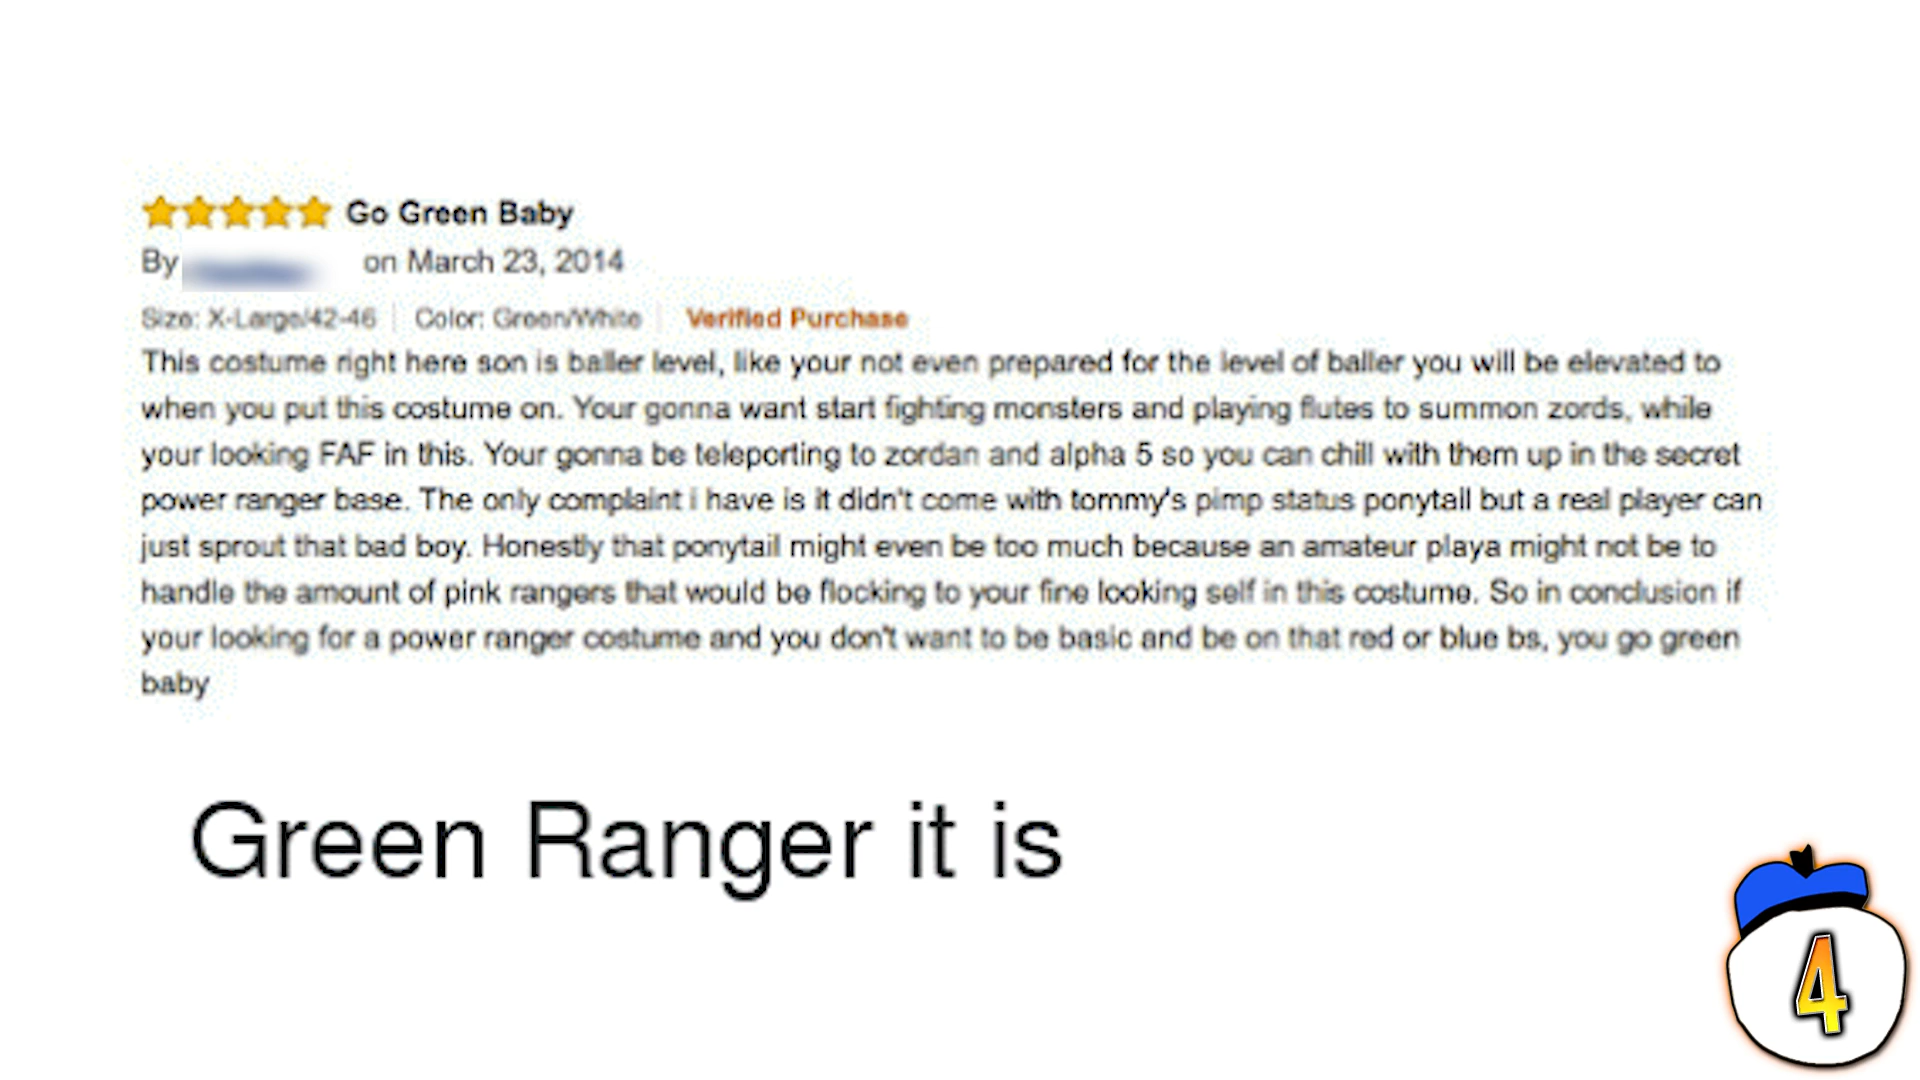 Go Green Baby
By on March 23, 2014
Size: X-Large/42-46 Color: Green/White Verified Purchase
This costume right here son is baller level, like your not even prepared for the level of baller you will be elevated to
when you put this costume on. Your gonna want start fighting monsters and playing flutes to summon zords, while
your looking FAF in this. Your gonna be teleporting to zordan and alpha 5 so you can chill with them up in the secret
power ranger base. The only complaint i have is it didn't come with tommy's pimp status ponytail but a real player can
just sprout that bad boy. Honestly that ponytail might even be too much because an amateur playa might not be to
handle the amount of pink rangers that would be flocking to your fine looking self in this costume. So in conclusion if
your looking for a power ranger costume and you don't want to be basic and be on that red or blue bs, you go green
baby
Green Ranger it is
4